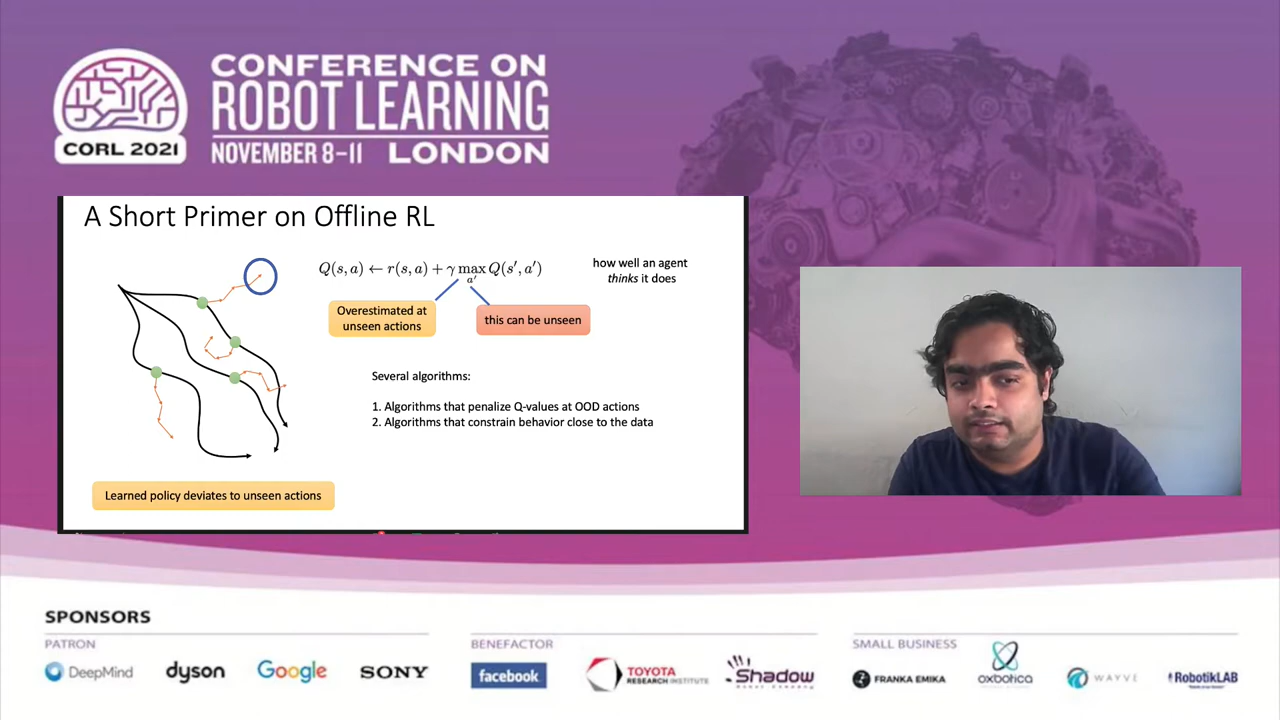 CORL 2021
CONFERENCE ON
ROBOT LEARNING
NOVEMBER 8–11 LONDON
A Short Primer on Offline RL
Q(s, a) ← r(s, a) + γ max Q(s′, a′)
a′
how well an agent
thinks it does
Overestimated at
unseen actions
this can be unseen
Several algorithms:
1. Algorithms that penalize Q-values at OOD actions
2. Algorithms that constrain behavior close to the data
Learned policy deviates to unseen actions
SPONSORS
PATRON
DeepMind
dyson
Google
SONY
BENEFACTOR
facebook
TOYOTA
RESEARCH INSTITUTE
Shadow
Robot Company
SMALL BUSINESS
FRANKA EMIKA
oxbotica
WAYVE
RobotikLAB